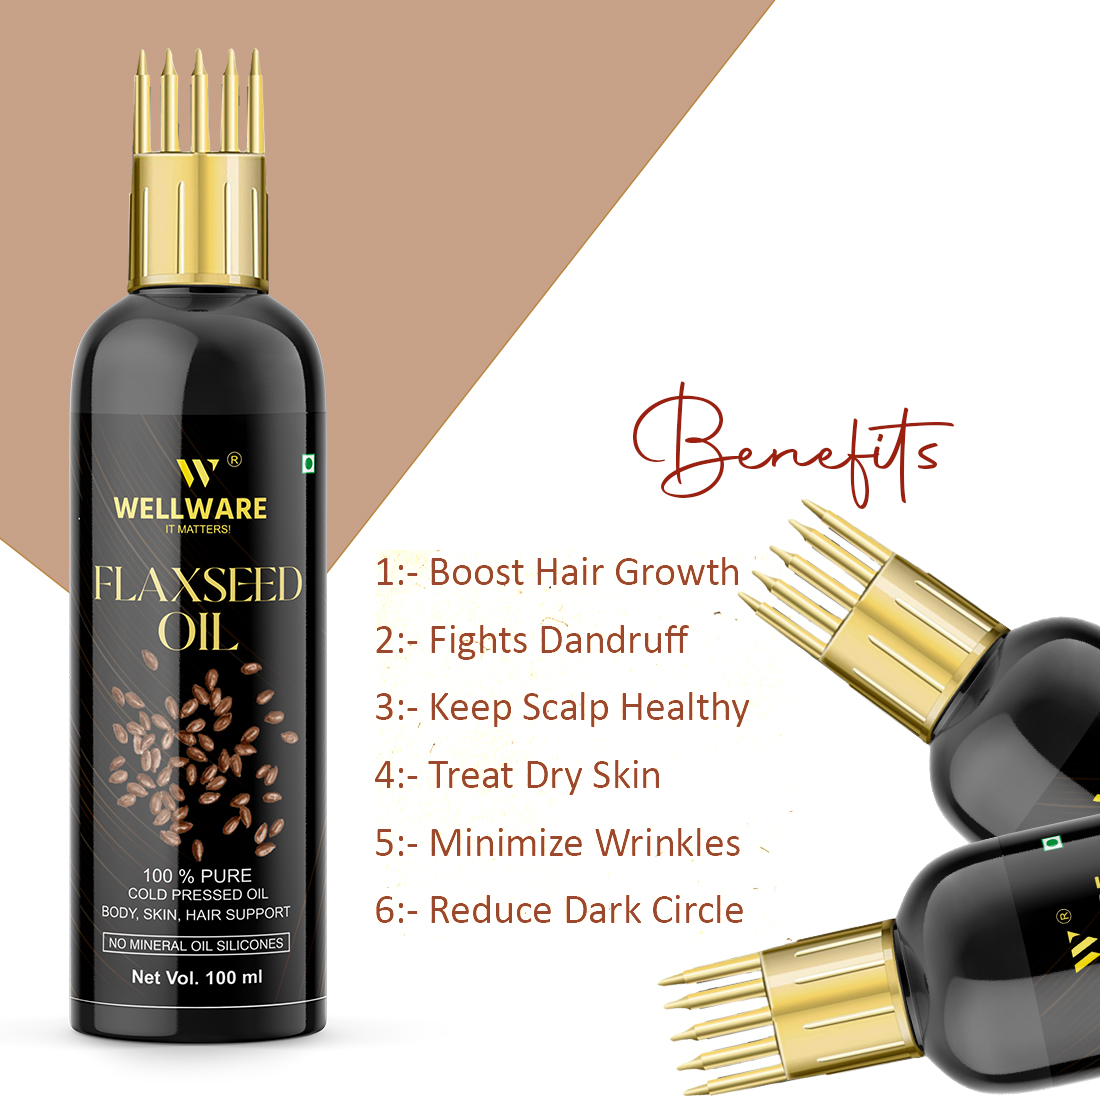 W ®
WELLWARE
IT MATTERS!
FLAXSEED
OIL
100 % PURE
COLD PRESSED OIL
BODY, SKIN, HAIR SUPPORT
NO MINERAL OIL SILICONES
Net Vol. 100 ml
Benefits
1:- Boost Hair Growth
2:- Fights Dandruff
3:- Keep Scalp Healthy
4:- Treat Dry Skin
5:- Minimize Wrinkles
6:- Reduce Dark Circle
W ®